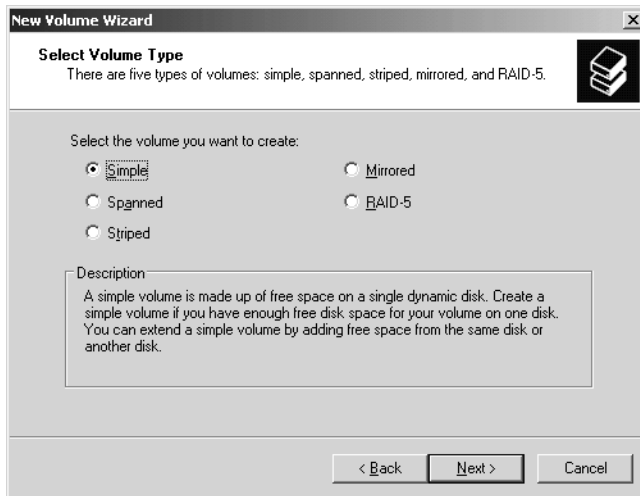 New Volume Wizard
Select Volume Type
There are five types of volumes: simple, spanned, striped, mirrored, and RAID-5.
Select the volume you want to create:
Simple
Mirrored
Spanned
RAID-5
Striped
Description
A simple volume is made up of free space on a single dynamic disk. Create a
simple volume if you have enough free disk space for your volume on one disk.
You can extend a simple volume by adding free space from the same disk or
another disk.
< Back
Next >
Cancel